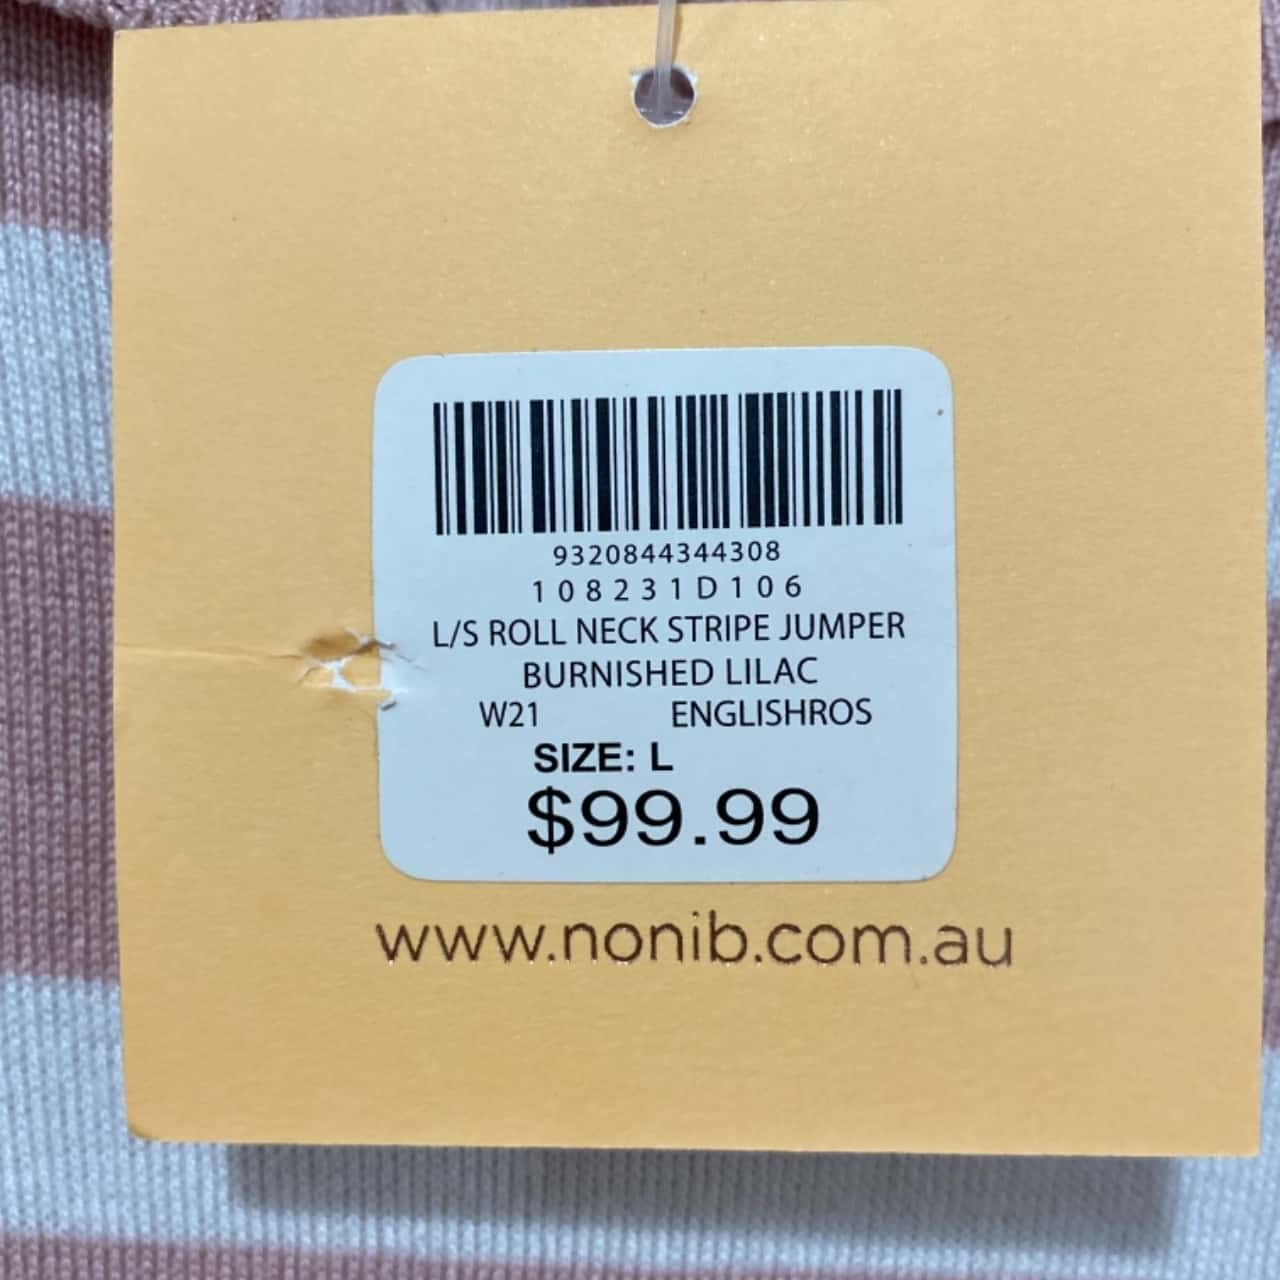 9320844344308
108231D106
L/S ROLL NECK STRIPE JUMPER
BURNISHED LILAC
W21 ENGLISHROS
SIZE: L
$99.99
www.nonib.com.au